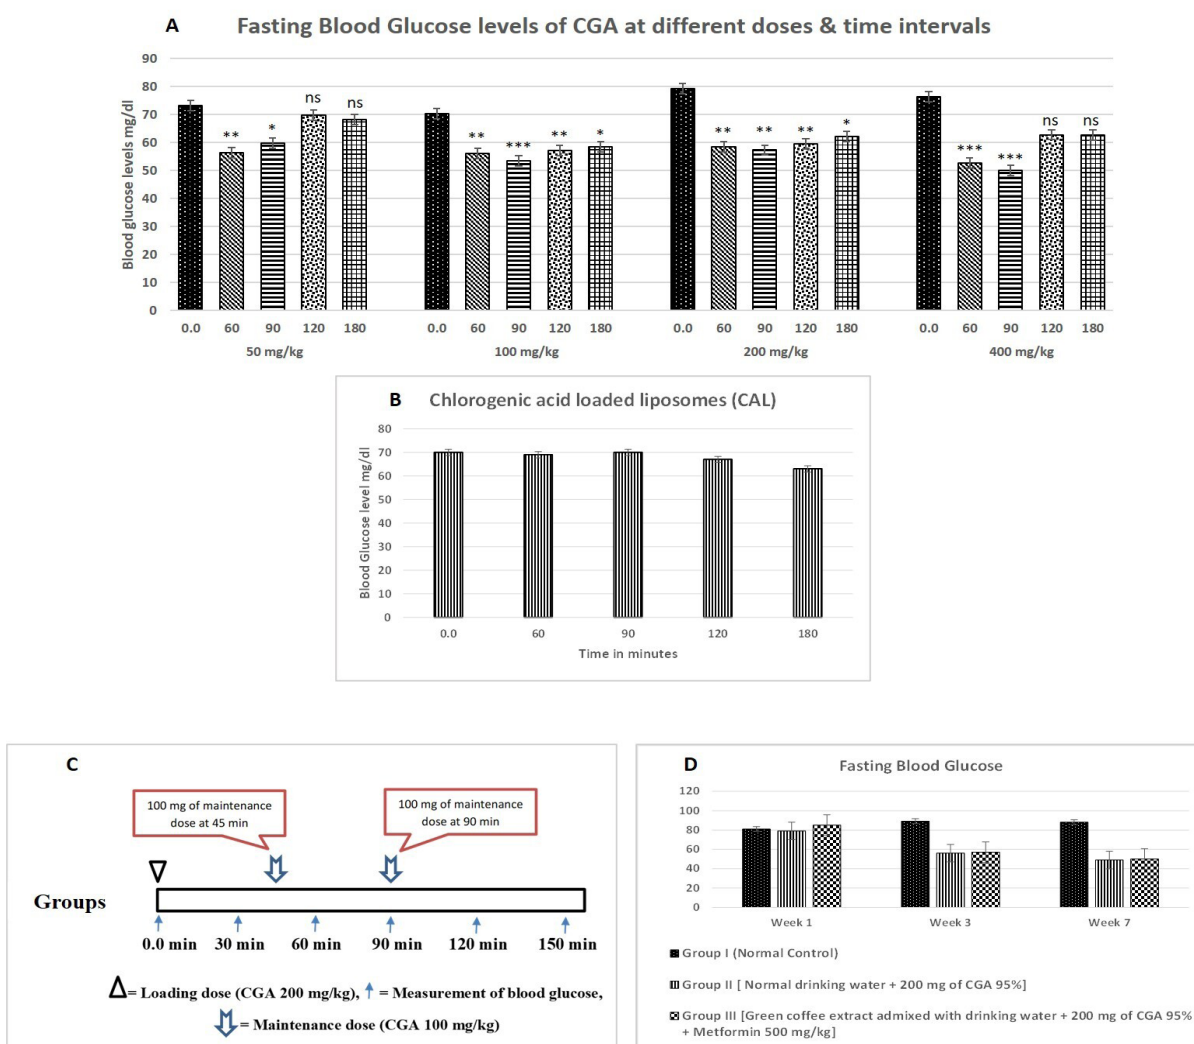 A Fasting Blood Glucose levels of CGA at different doses & time intervals
Blood glucose levels mg/dl
90
80
70
60
50
40
30
20
10
0
** * ns ns
** *** ** *
** ** ** *
*** *** ns ns
0.0 60 90 120 180 0.0 60 90 120 180 0.0 60 90 120 180 0.0 60 90 120 180
50 mg/kg 100 mg/kg 200 mg/kg 400 mg/kg
B Chlorogenic acid loaded liposomes (CAL)
Blood Glucose level mg/dl
80
70
60
50
40
30
20
10
0
0.0 60 90 120 180
Time in minutes
C
100 mg of maintenance
dose at 45 min
100 mg of maintenance
dose at 90 min
Groups
0.0 min 30 min 60 min 90 min 120 min 150 min
= Loading dose (CGA 200 mg/kg), = Measurement of blood glucose,
= Maintenance dose (CGA 100 mg/kg)
D Fasting Blood Glucose
120
100
80
60
40
20
0
Week 1 Week 3 Week 7
Group I (Normal Control)
Group II [ Normal drinking water + 200 mg of CGA 95%]
Group III [Green coffee extract admixed with drinking water + 200 mg of CGA 95%
+ Metformin 500 mg/kg]